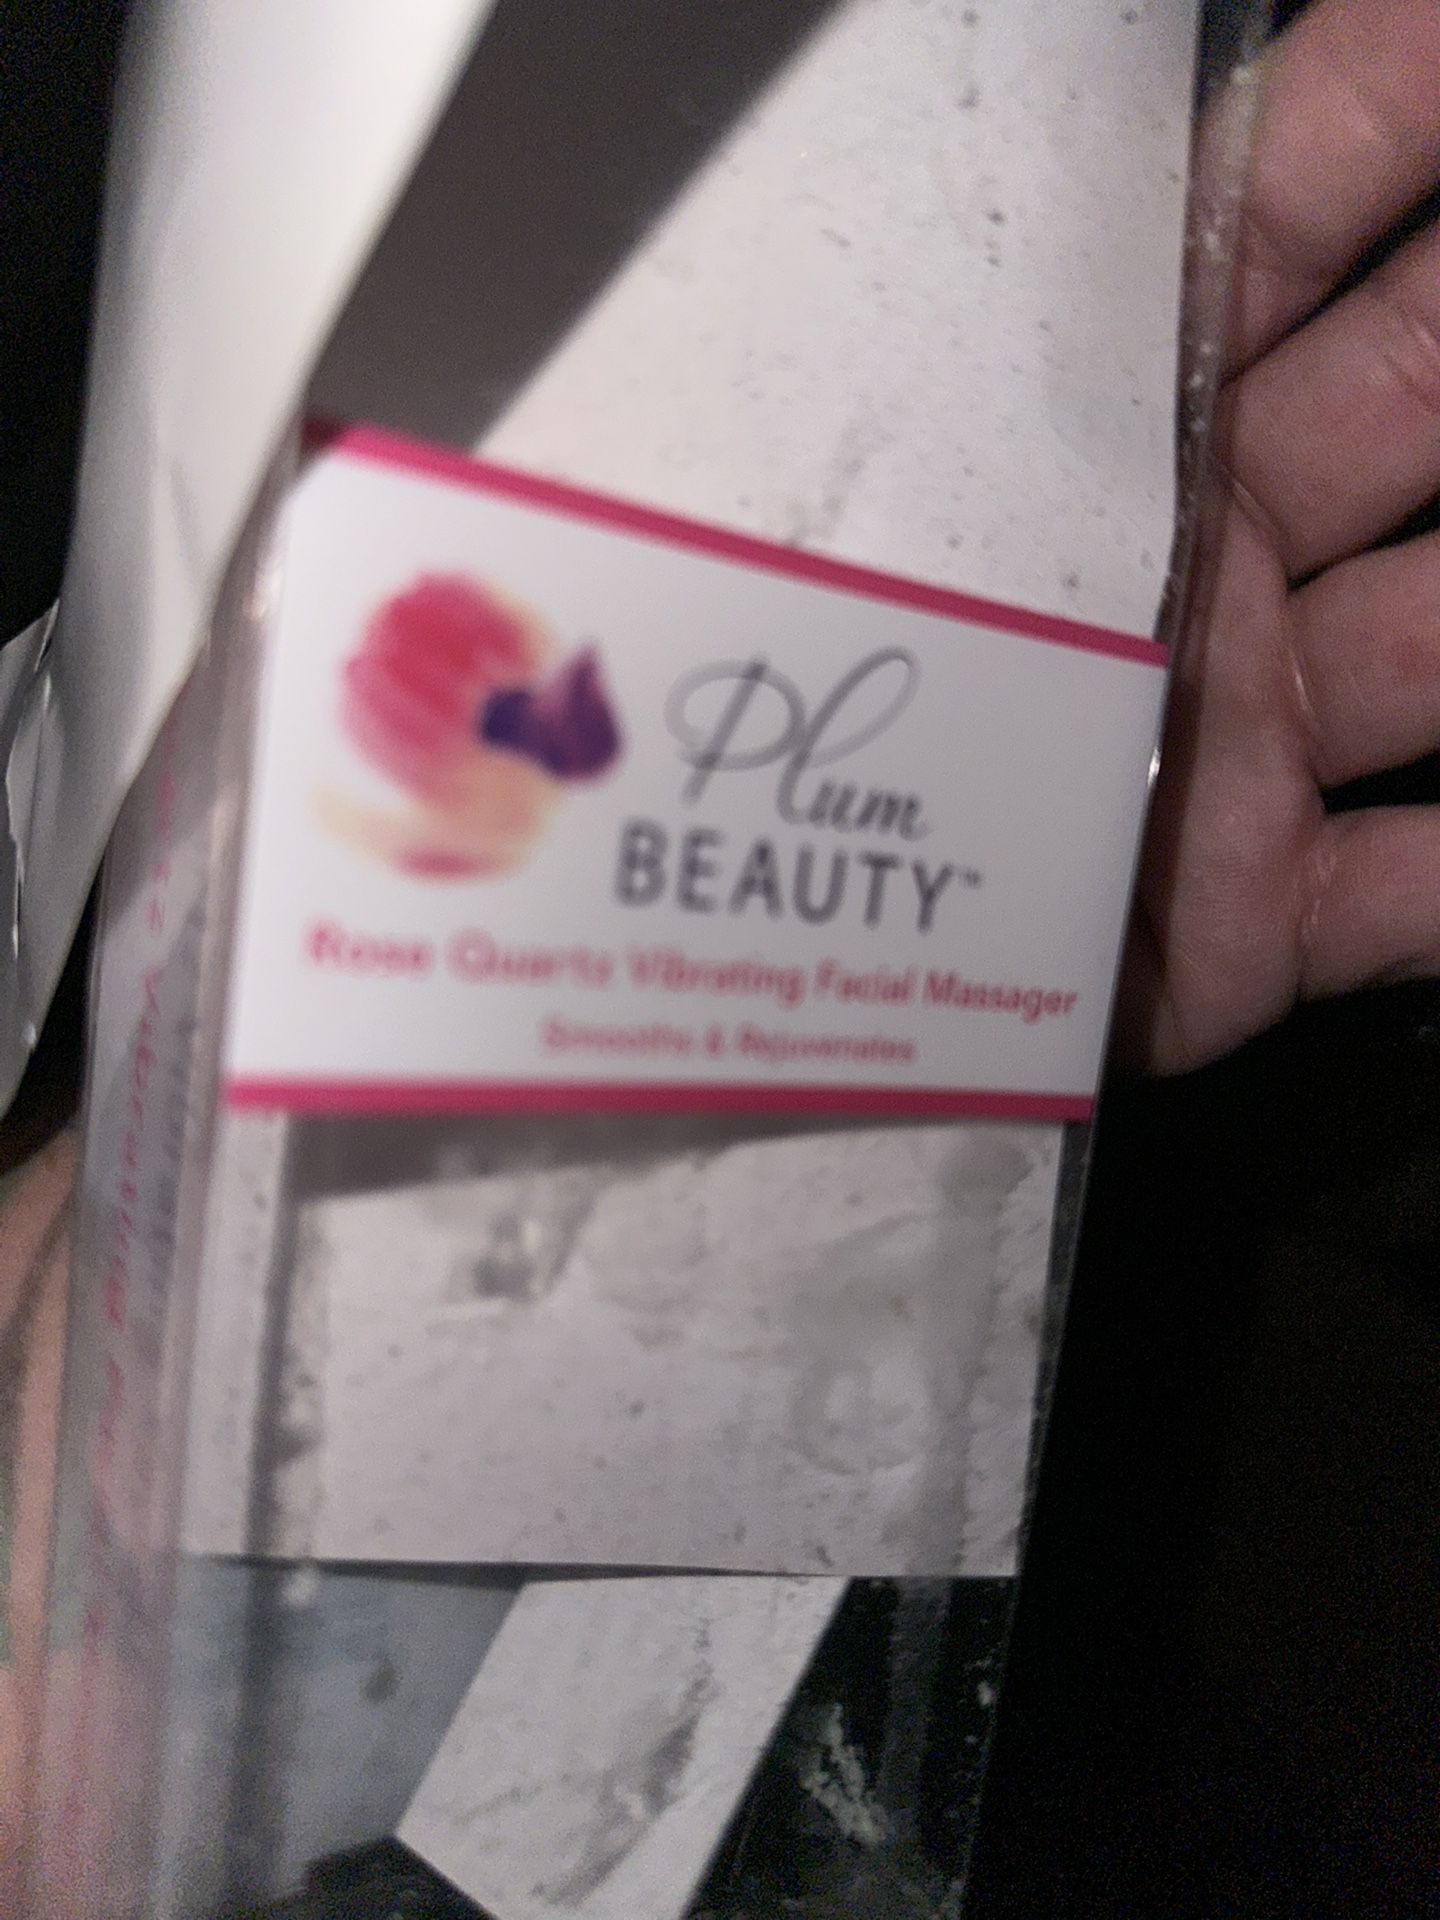 Plum
BEAUTY™
Rose Quartz Vibrating Facial Massager
Smooths & Rejuvenates